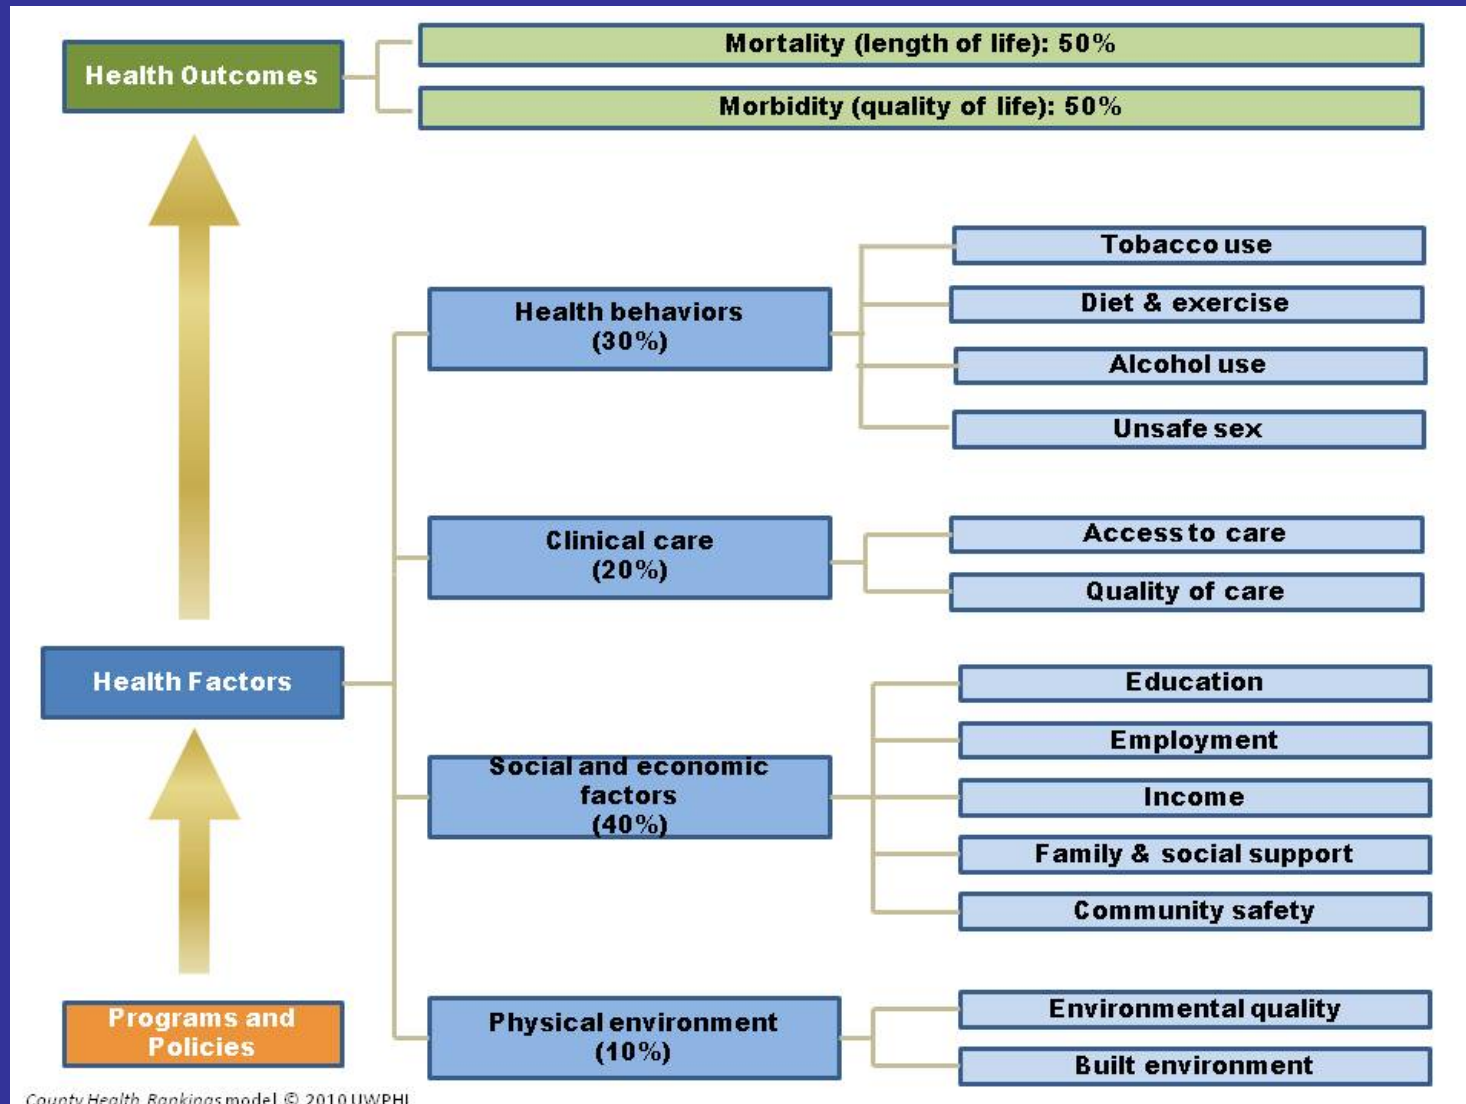 Health Outcomes
Mortality (length of life): 50%
Morbidity (quality of life): 50%
Health Factors
Programs and
Policies
Health behaviors
(30%)
Tobacco use
Diet & exercise
Alcohol use
Unsafe sex
Clinical care
(20%)
Access to care
Quality of care
Social and economic
factors
(40%)
Education
Employment
Income
Family & social support
Community safety
Physical environment
(10%)
Environmental quality
Built environment
County Health Rankings model © 2010 UWPHI